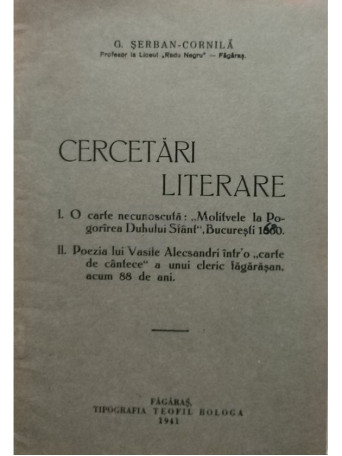 G. ŞERBAN-CORNILĂ
Profesor la Liceul „Radu Negru" — Făgăraş.
CERCETĂRI
LITERARE
I. O carte necunoscută : „Molitvele la Po-
gorîrea Duhului Sfânt", Bucureşti
II. Poezia lui Vasile Alecsandri într'o „carte
de cântece" a unui cleric făgărăşan,
acum 88 de ani.
FĂGĂRAŞ,
TIPOGRAFIA TEOFIL BOLOGA
1941